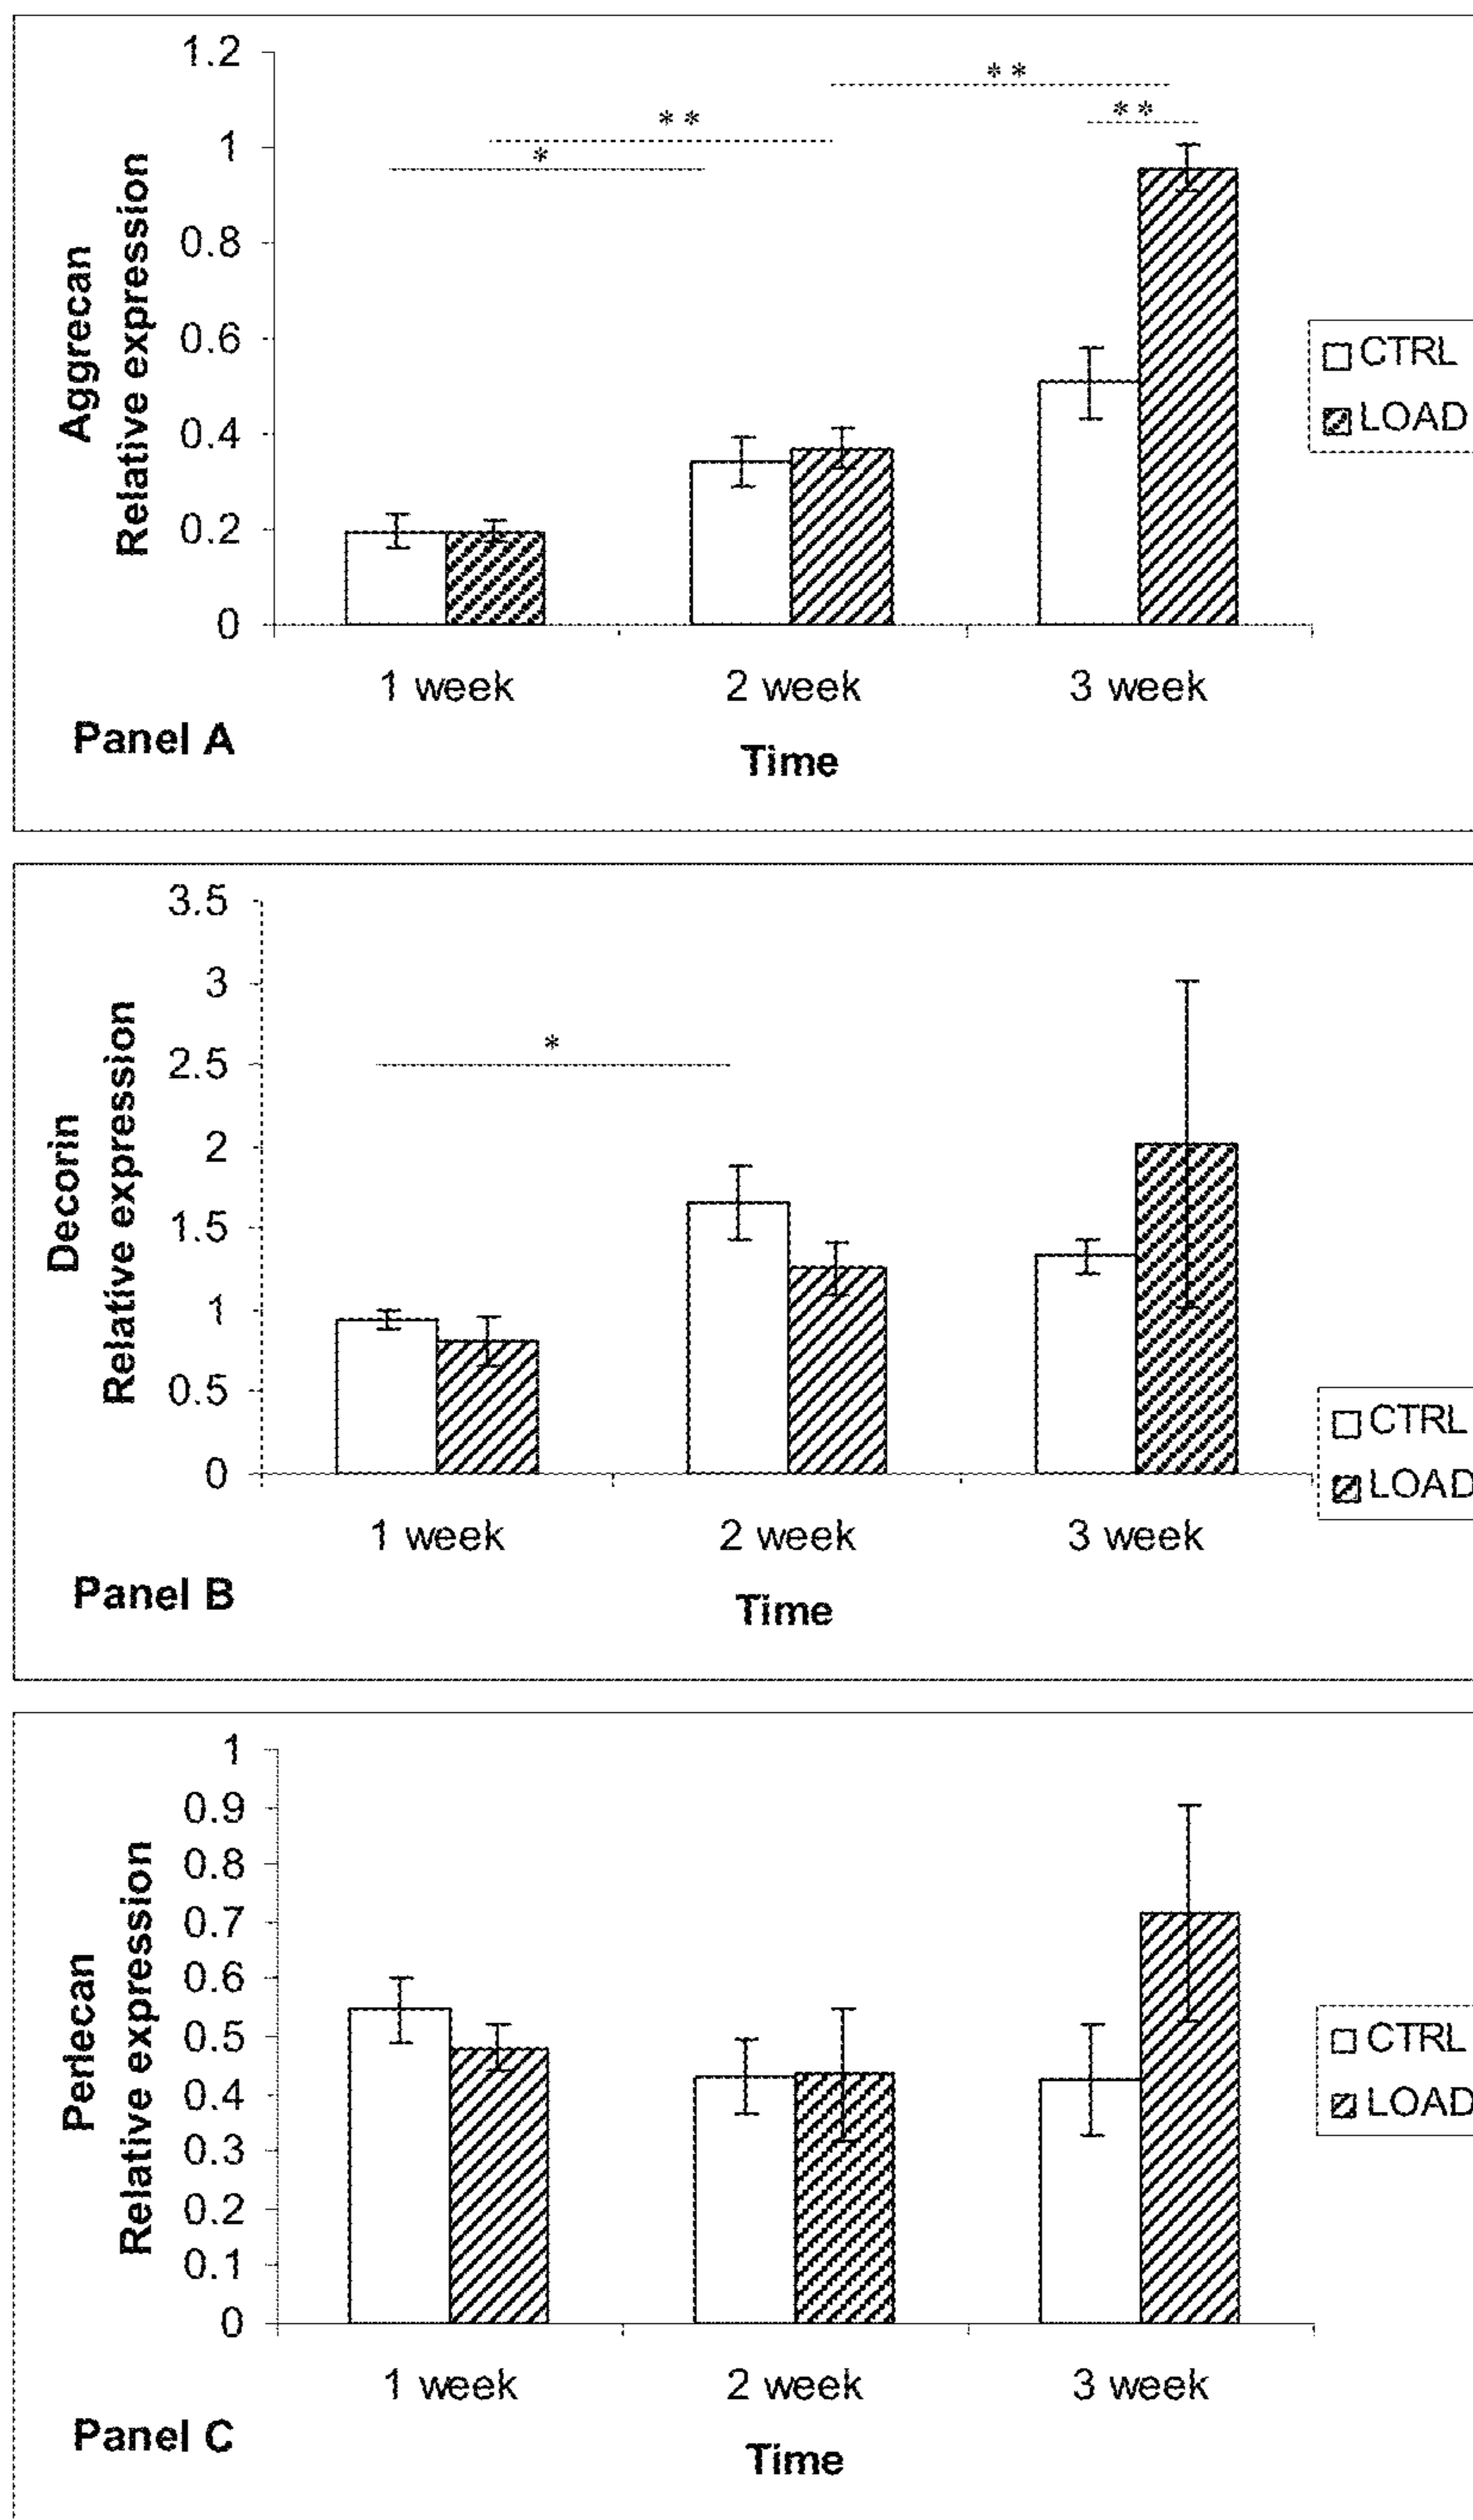 1.2
1
0.8
0.6
0.4
0.2
0
Aggrecan
Relative expression
**
**
**
*
CTRL
LOAD
1 week 2 week 3 week
Panel A
Time
3.5
3
2.5
2
1.5
1
0.5
0
Decorin
Relative expression
*
CTRL
LOAD
1 week 2 week 3 week
Panel B
Time
1
0.9
0.8
0.7
0.6
0.5
0.4
0.3
0.2
0.1
0
Perlecan
Relative expression
CTRL
LOAD
1 week 2 week 3 week
Panel C
Time